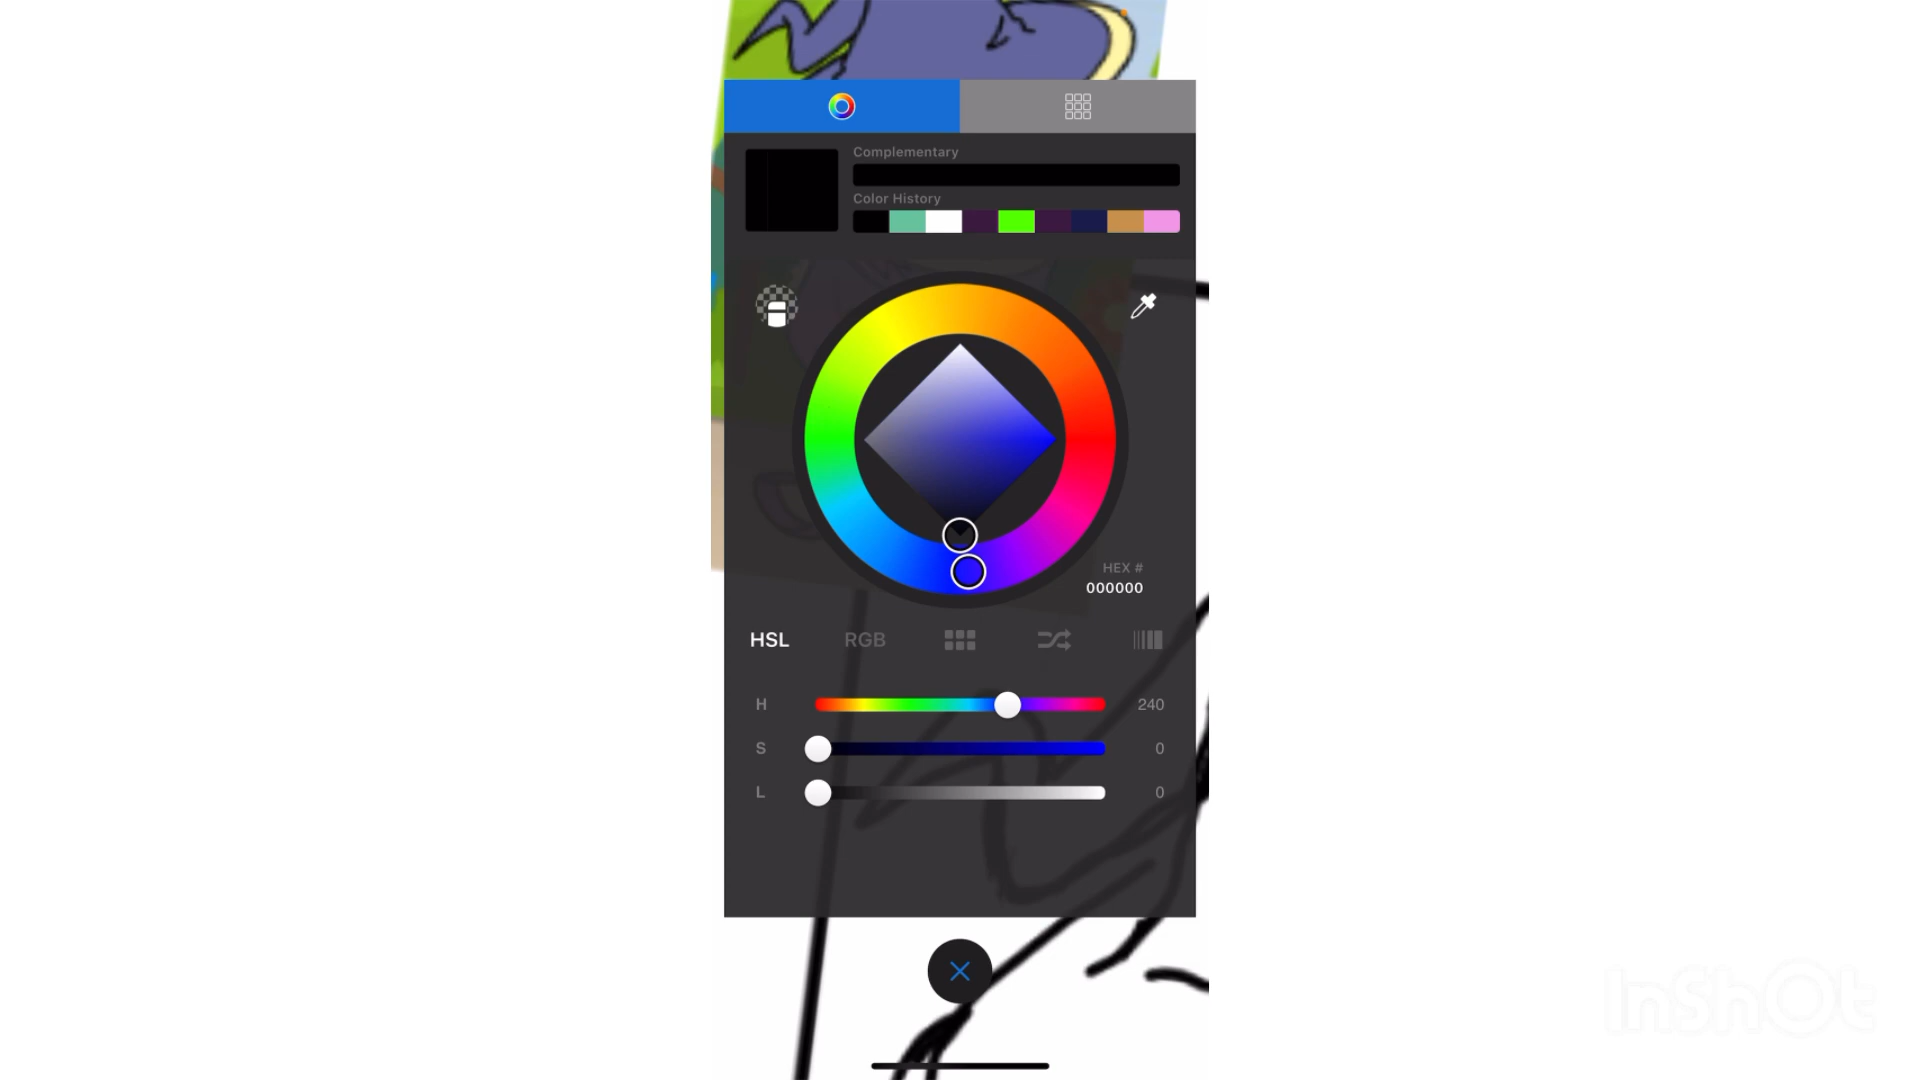 Complementary
Color History
HEX #
000000
HSL RGB
H 240
S 0
L 0
InShOt